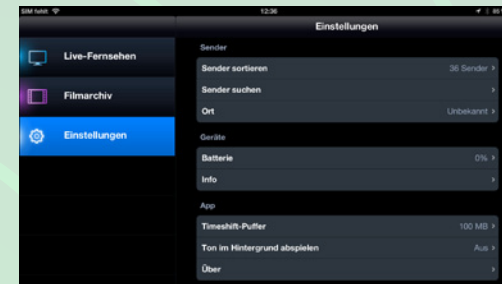 SIM fehlt
12:36
Einstellungen
Live-Fernsehen
Filmarchiv
Einstellungen
Sender
Sender sortieren 36 Sender
Sender suchen
Ort Unbekannt
Geräte
Batterie 0%
Info
App
Timeshift-Puffer 100 MB
Ton im Hintergrund abspielen Aus
Über